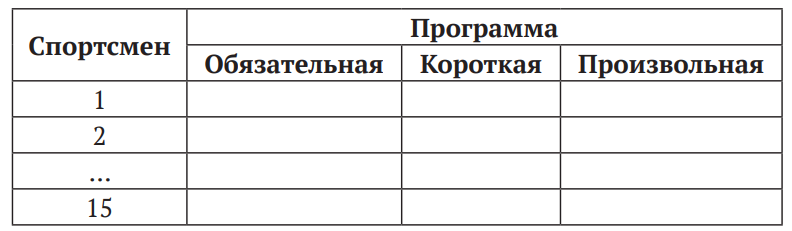 Спортсмен
Программа
Обязательная Короткая Произвольная
1
2
...
15